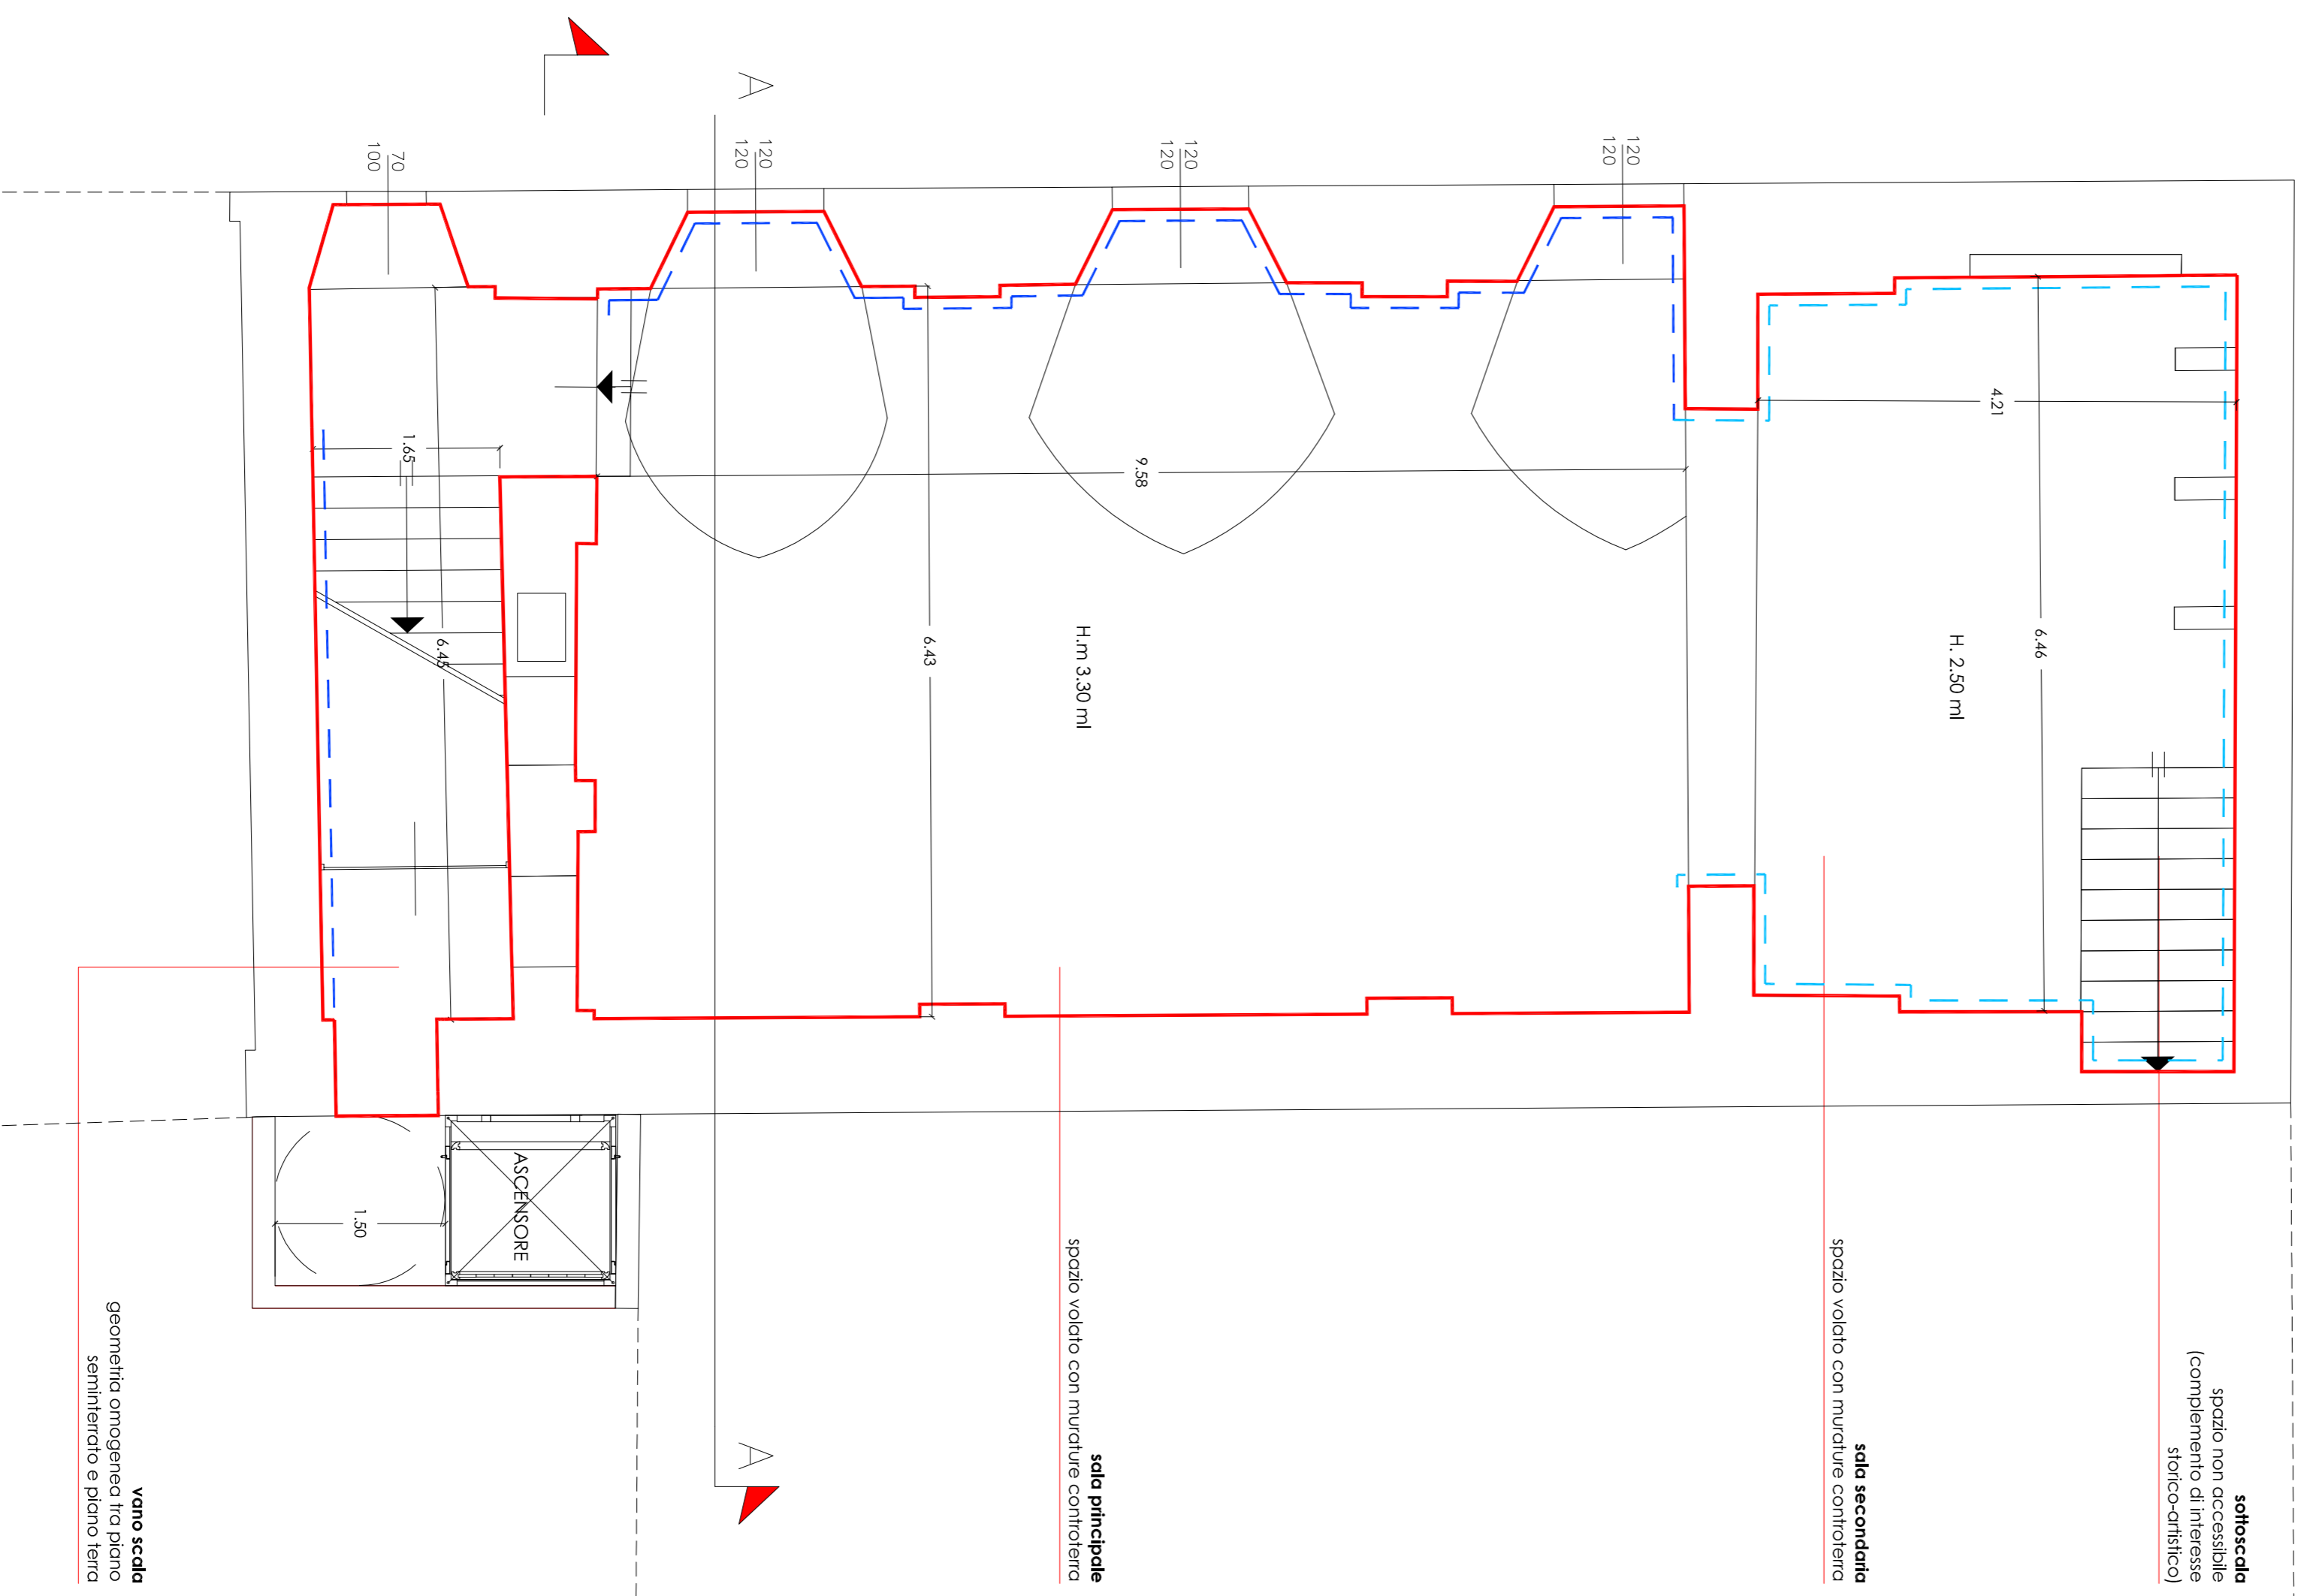 A
70
100
120
120
120
120
120
120
4.21
1.65
9.58
6.45
6.43
H.m 3.30 ml
6.46
H. 2.50 ml
ASCENSORE
1.50
A
sottoscala
spazio non accessibile
(complemento di interesse
storico-artistico)
sala secondaria
spazio voltato con murature controterra
sala principale
spazio voltato con murature controterra
vano scala
geometria omogenea tra piano
seminterrato e piano terra